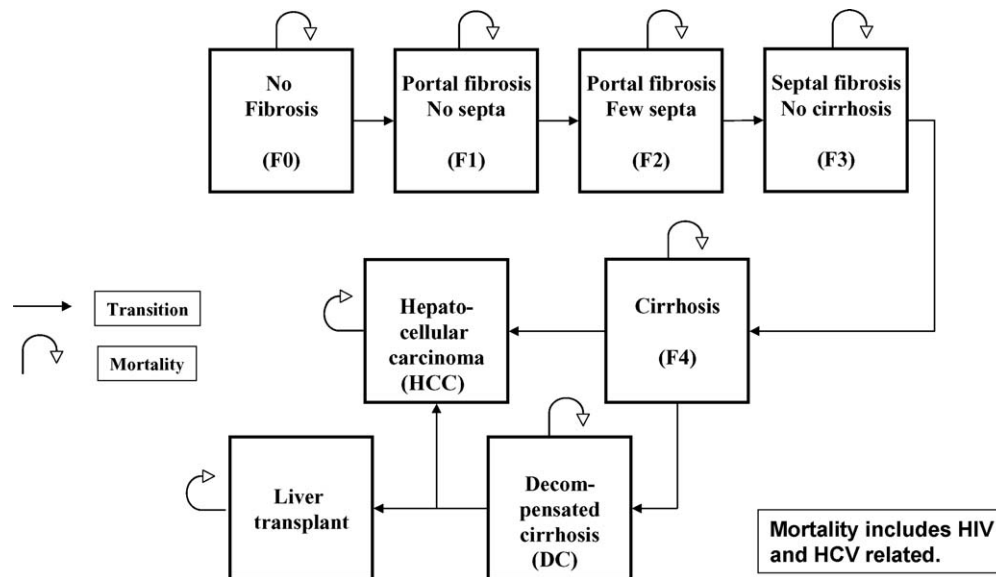 No
Fibrosis
(F0)
Portal fibrosis
No septa
(F1)
Portal fibrosis
Few septa
(F2)
Septal fibrosis
No cirrhosis
(F3)
Hepato-
cellular
carcinoma
(HCC)
Cirrhosis
(F4)
Transition
Mortality
Liver
transplant
Decom-
pensated
cirrhosis
(DC)
Mortality includes HIV
and HCV related.